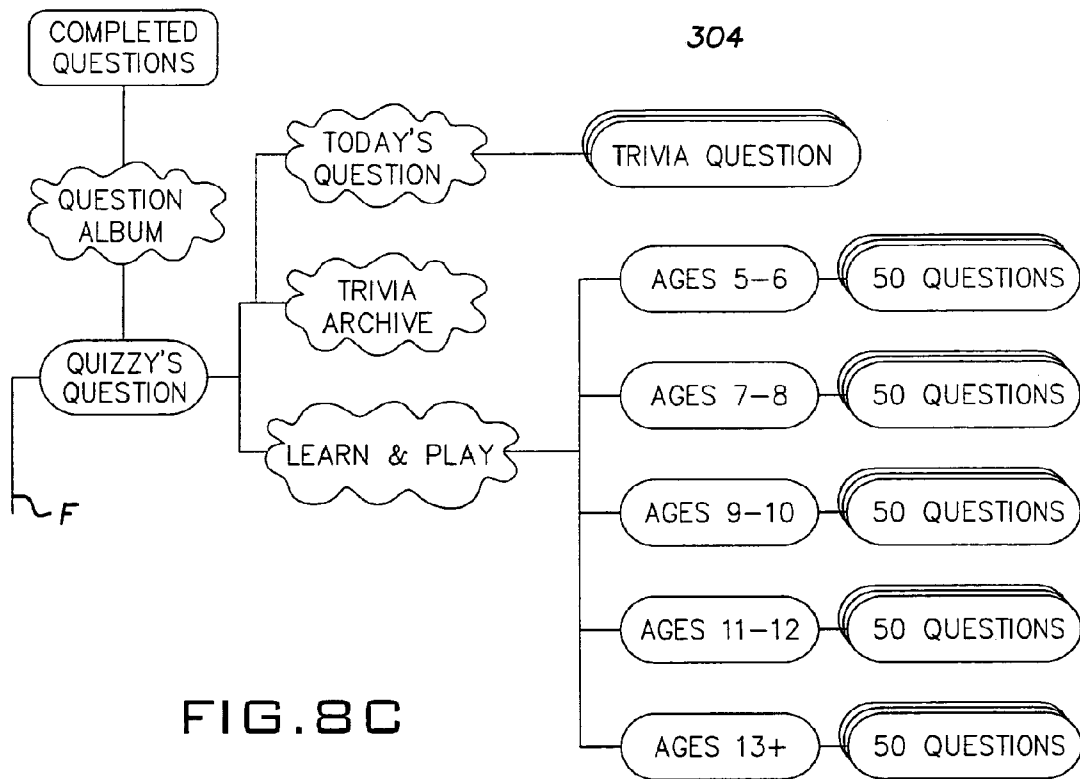 COMPLETED
QUESTIONS
304
TODAY'S
QUESTION
TRIVIA QUESTION
QUESTION
ALBUM
TRIVIA
ARCHIVE
AGES 5-6
50 QUESTIONS
QUIZZY'S
QUESTION
AGES 7-8
50 QUESTIONS
LEARN & PLAY
F
AGES 9-10
50 QUESTIONS
AGES 11-12
50 QUESTIONS
AGES 13+
50 QUESTIONS
FIG.8C